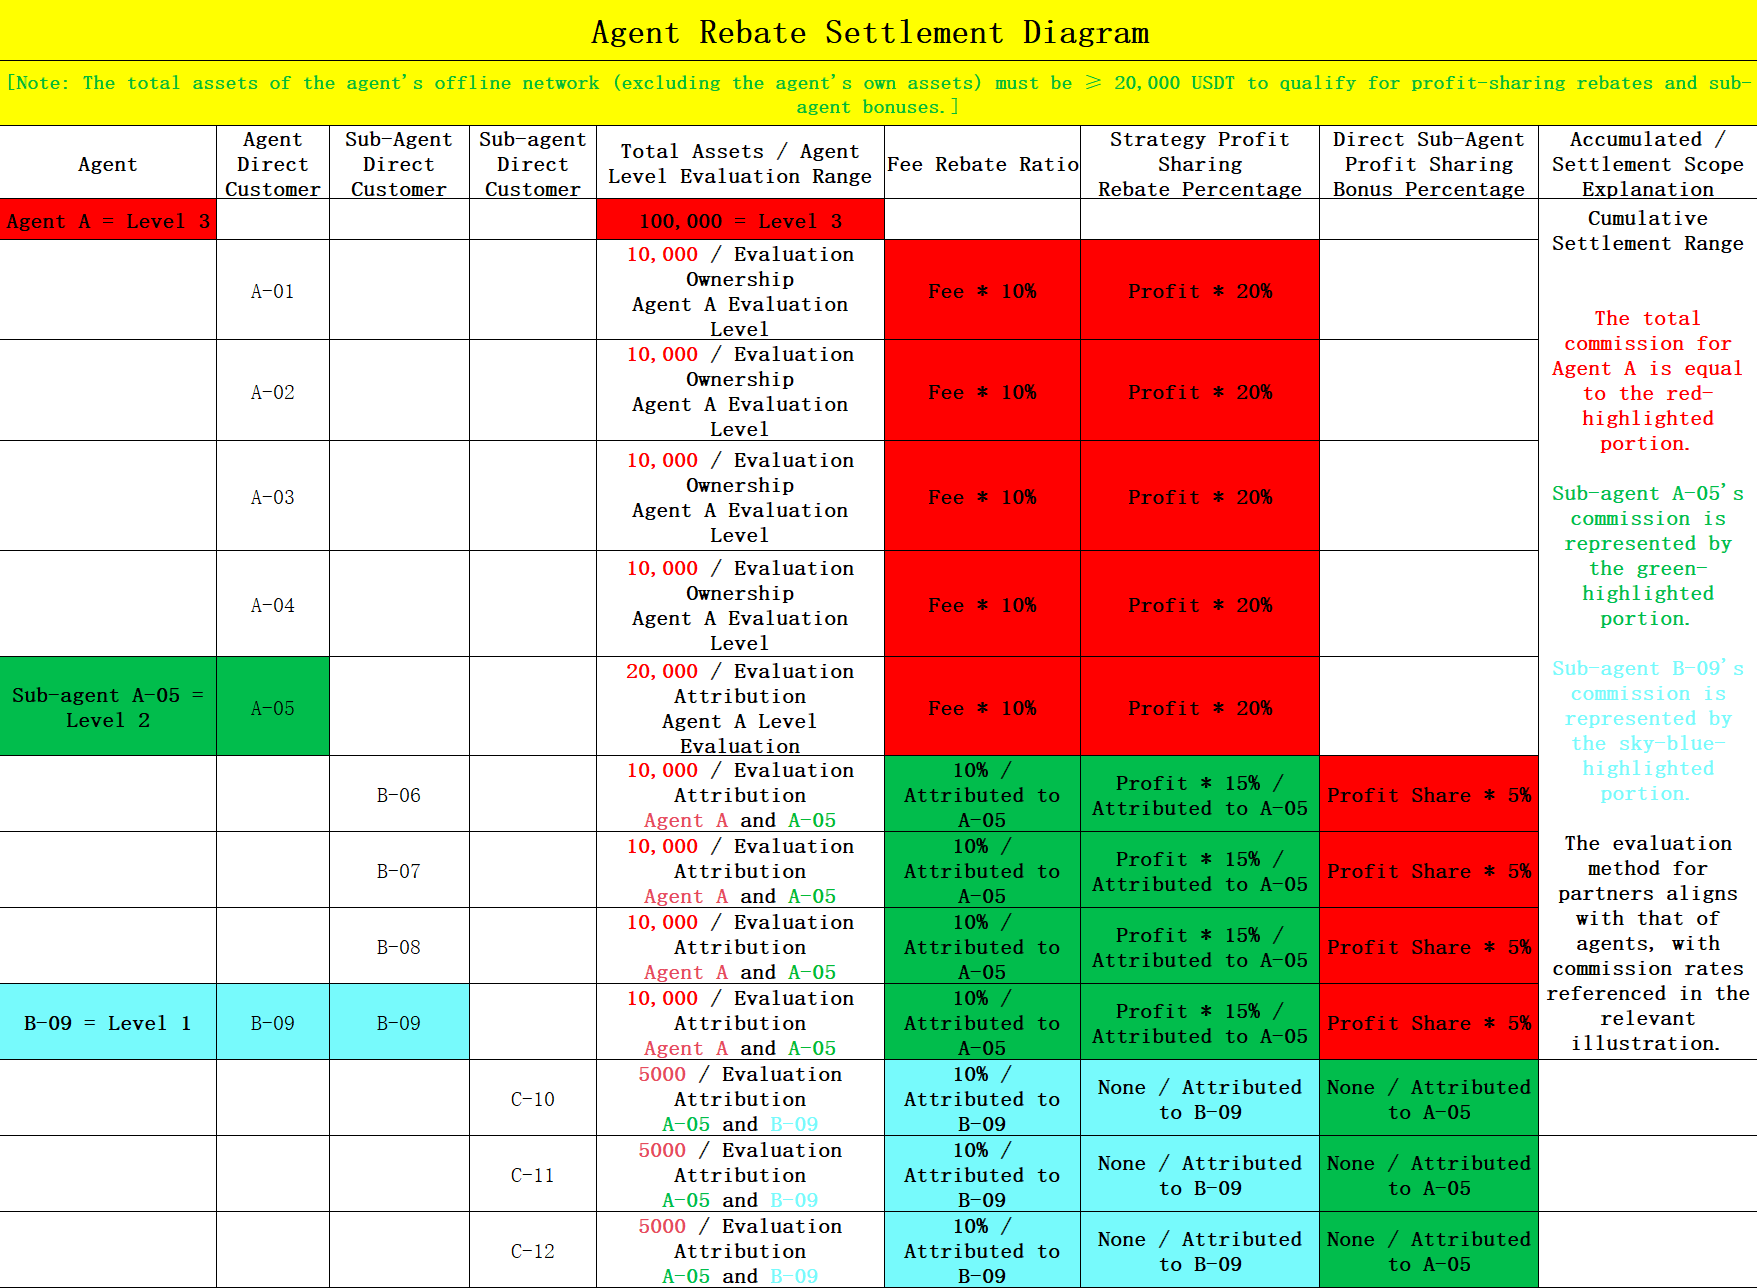 Agent Rebate Settlement Diagram
[Note: The total assets of the agent's offline network (excluding the agent's own assets) must be ≥ 20,000 USDT to qualify for profit-sharing rebates and sub-
agent bonuses.]
Agent
Agent
Direct
Customer
Sub-Agent
Direct
Customer
Sub-agent
Direct
Customer
Total Assets / Agent
Level Evaluation Range
Fee Rebate Ratio
Strategy Profit
Sharing
Rebate Percentage
Direct Sub-Agent
Profit Sharing
Bonus Percentage
Accumulated /
Settlement Scope
Explanation
Agent A = Level 3
100,000 = Level 3
Cumulative
Settlement Range
A-01
10,000 / Evaluation
Ownership
Agent A Evaluation
Level
Fee * 10%
Profit * 20%
A-02
10,000 / Evaluation
Ownership
Agent A Evaluation
Level
Fee * 10%
Profit * 20%
A-03
10,000 / Evaluation
Ownership
Agent A Evaluation
Level
Fee * 10%
Profit * 20%
A-04
10,000 / Evaluation
Ownership
Agent A Evaluation
Level
Fee * 10%
Profit * 20%
Sub-agent A-05 =
Level 2
A-05
20,000 / Evaluation
Attribution
Agent A Level
Evaluation
Fee * 10%
Profit * 20%
B-06
10,000 / Evaluation
Attribution
Agent A and A-05
10% /
Attributed to
A-05
Profit * 15% /
Attributed to A-05
Profit Share * 5%
B-07
10,000 / Evaluation
Attribution
Agent A and A-05
10% /
Attributed to
A-05
Profit * 15% /
Attributed to A-05
Profit Share * 5%
B-08
10,000 / Evaluation
Attribution
Agent A and A-05
10% /
Attributed to
A-05
Profit * 15% /
Attributed to A-05
Profit Share * 5%
B-09 = Level 1
B-09
B-09
10,000 / Evaluation
Attribution
Agent A and A-05
10% /
Attributed to
A-05
Profit * 15% /
Attributed to A-05
Profit Share * 5%
C-10
5000 / Evaluation
Attribution
A-05 and B-09
10% /
Attributed to
B-09
None / Attributed
to B-09
None / Attributed
to A-05
C-11
5000 / Evaluation
Attribution
A-05 and B-09
10% /
Attributed to
B-09
None / Attributed
to B-09
None / Attributed
to A-05
C-12
5000 / Evaluation
Attribution
A-05 and B-09
10% /
Attributed to
B-09
None / Attributed
to B-09
None / Attributed
to A-05
The total
commission for
Agent A is equal
to the red-
highlighted
portion.
Sub-agent A-05's
commission is
represented by
the green-
highlighted
portion.
Sub-agent B-09's
commission is
represented by
the sky-blue-
highlighted
portion.
The evaluation
method for
partners aligns
with that of
agents, with
commission rates
referenced in the
relevant
illustration.